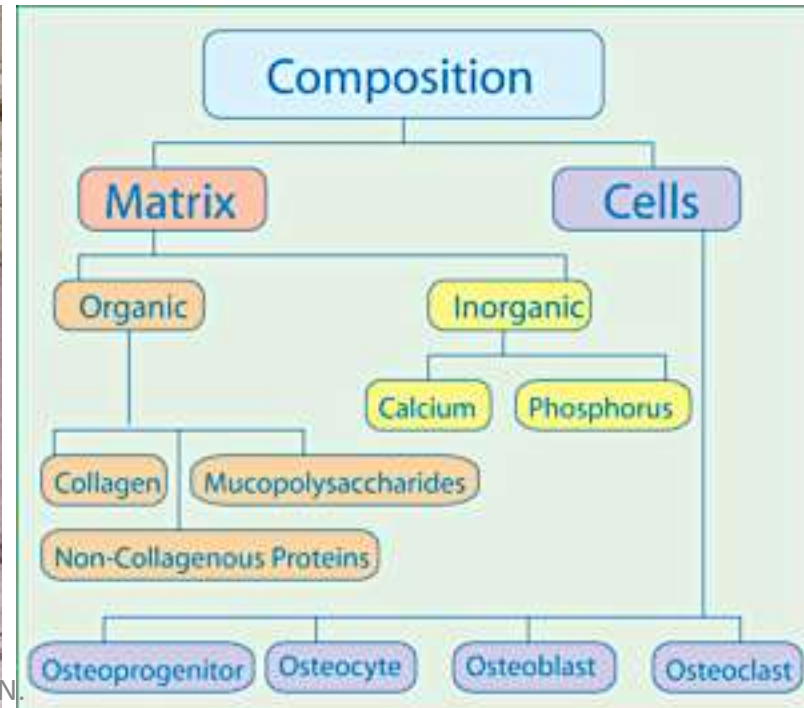 Composition
Matrix Cells
Organic Inorganic
Calcium Phosphorus
Collagen Mucopolysaccharides
Non-Collagenous Proteins
Osteoprogenitor Osteocyte Osteoblast Osteoclast
N.